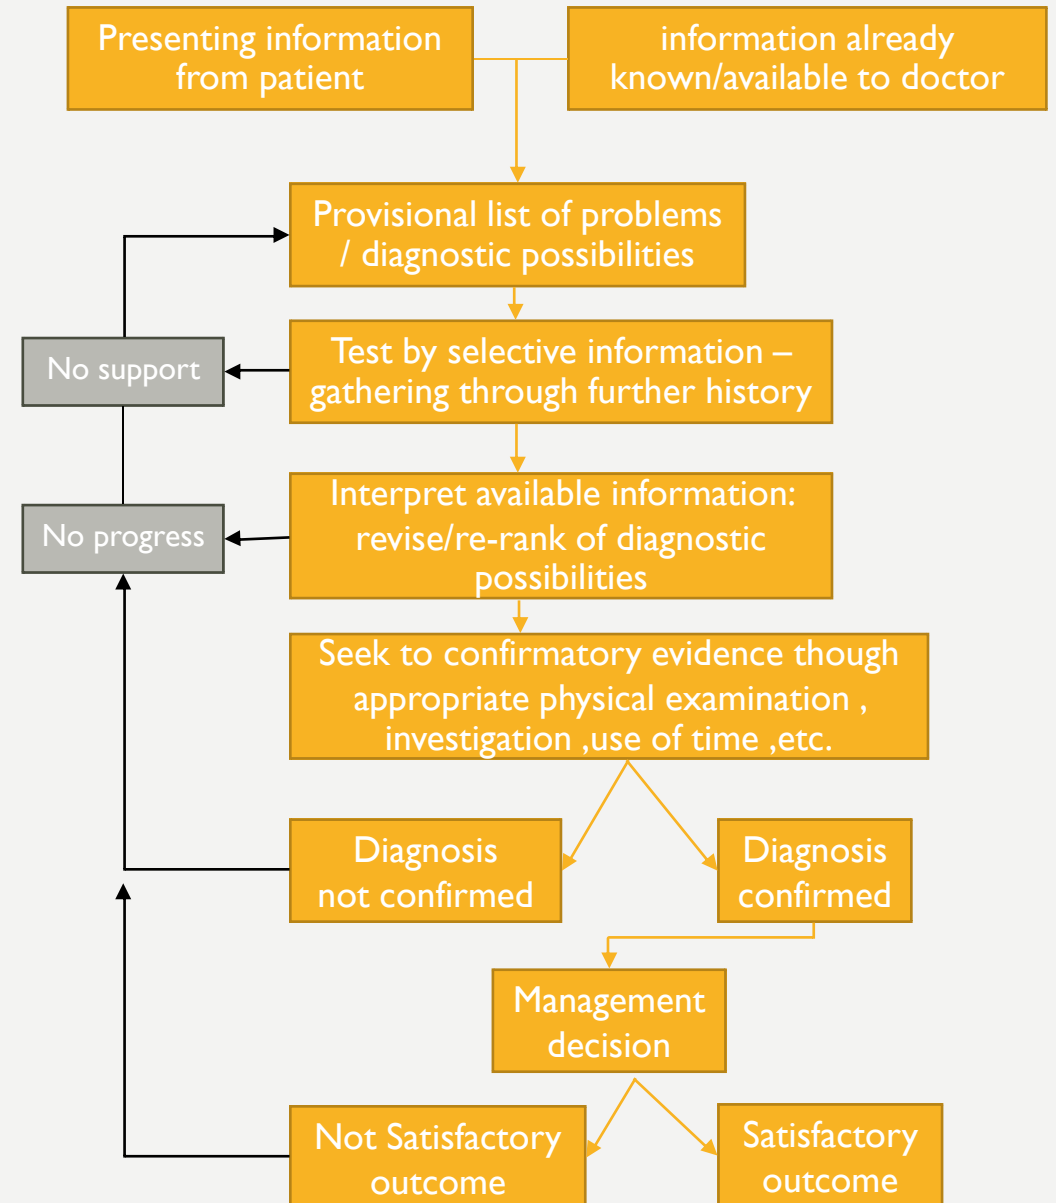 Presenting information
from patient
information already
known/available to doctor
Provisional list of problems
/ diagnostic possibilities
No support
Test by selective information –
gathering through further history
No progress
Interpret available information:
revise/re-rank of diagnostic
possibilities
Seek to confirmatory evidence though
appropriate physical examination ,
investigation ,use of time ,etc.
Diagnosis
not confirmed
Diagnosis
confirmed
Management
decision
Not Satisfactory
outcome
Satisfactory
outcome